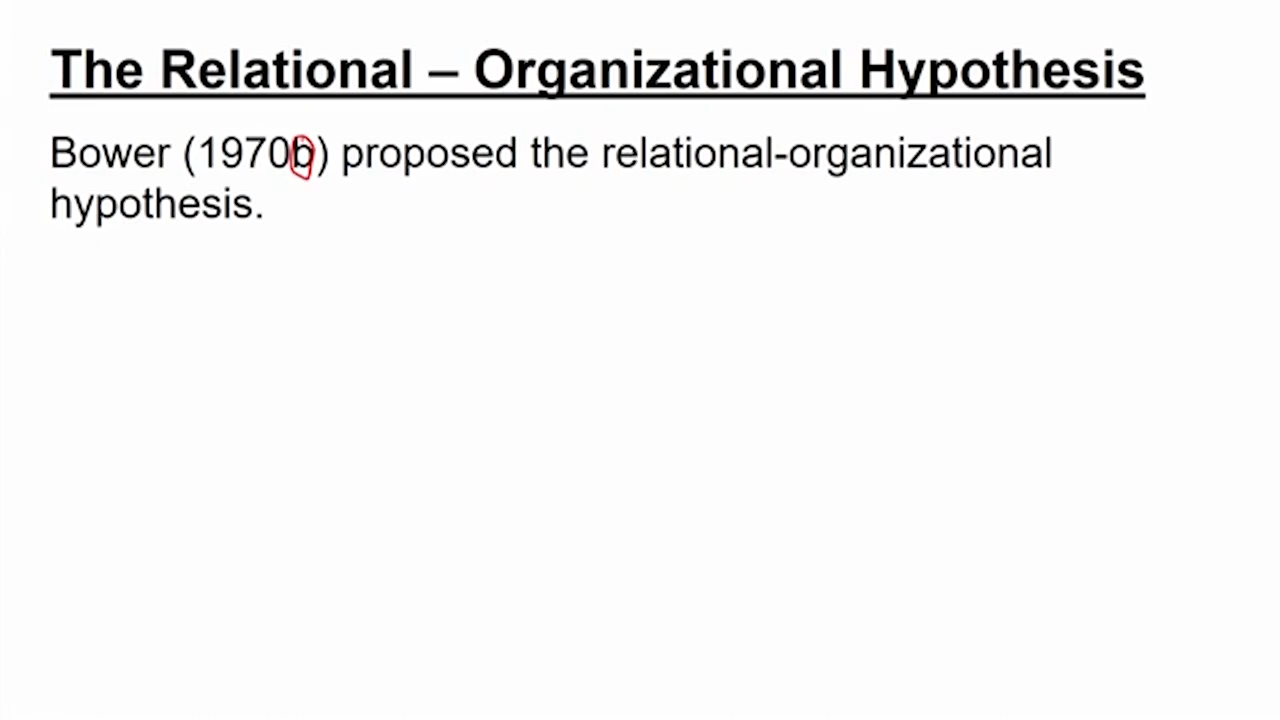 The Relational – Organizational Hypothesis
Bower (1970b) proposed the relational-organizational
hypothesis.